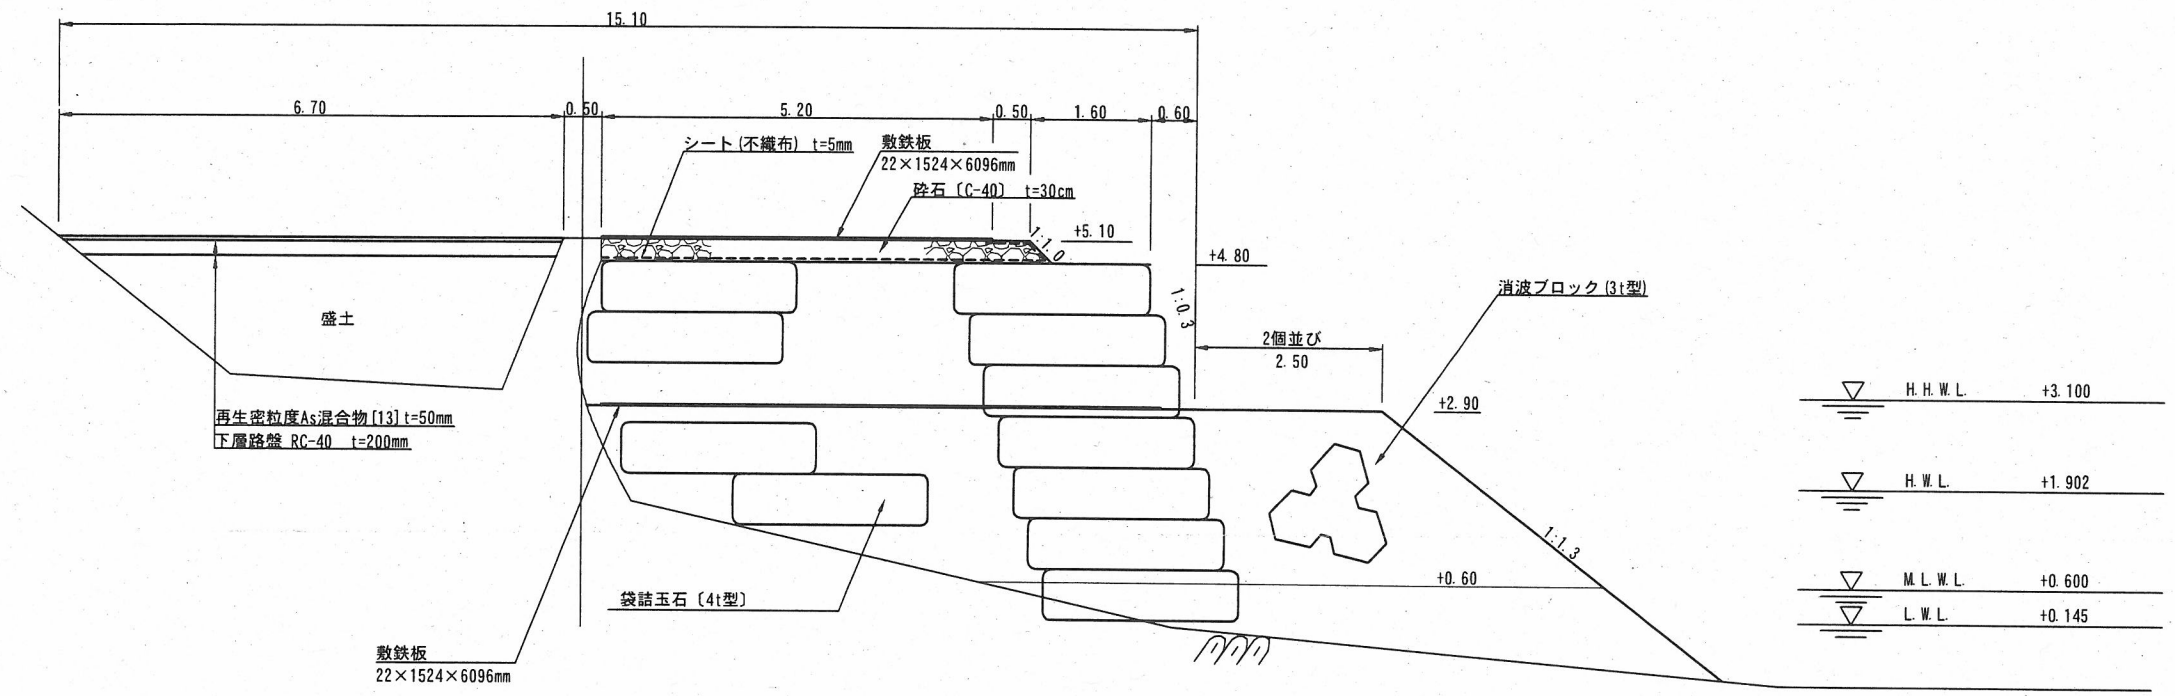 15.10
6.70
0.50
5.20
0.50
1.60
0.60
シート(不織布) t=5mm
敷鉄板
22×1524×6096mm
砕石〔C-40〕 t=30cm
1:1.0
+5.10
+4.80
1:0.3
消波ブロック(3t型)
盛土
2個並び
2.50
再生密粒度As混合物[13]t=50mm
下層路盤 RC-40 t=200mm
+2.90
H.H.W.L. +3.100
H.W.L. +1.902
1:1.3
+0.60
M.L.W.L. +0.600
L.W.L. +0.145
袋詰玉石〔4t型〕
敷鉄板
22×1524×6096mm